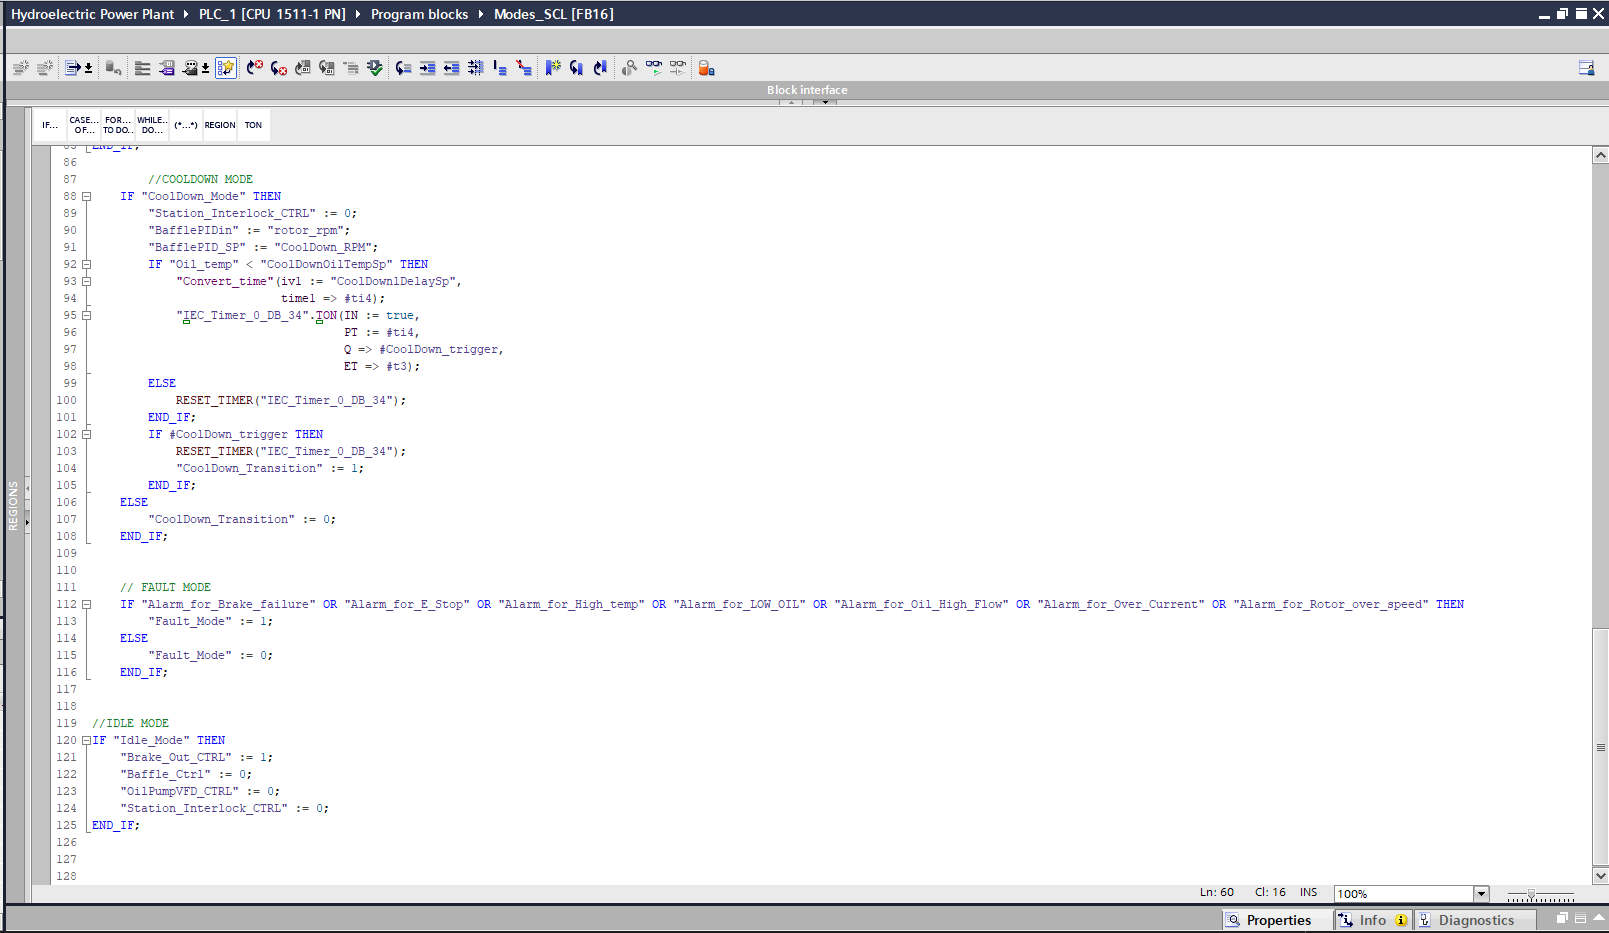 Hydroelectric Power Plant ▸ PLC_1 [CPU 1511-1 PN] ▸ Program blocks ▸ Modes_SCL [FB16]
Block interface
IF... CASE... OF... FOR... TO DO.. WHILE.. DO... (*...*) REGION TON
85 END_IF;
86
87 //COOLDOWN MODE
88 IF "CoolDown_Mode" THEN
89 "Station_Interlock_CTRL" := 0;
90 "BafflePIDin" := "rotor_rpm";
91 "BafflePID_SP" := "CoolDown_RPM";
92 IF "Oil_temp" < "CoolDownOilTempSp" THEN
93 "Convert_time"(iv1 := "CoolDown1DelaySp",
94 time1 => #ti4);
95 "IEC_Timer_0_DB_34".TON(IN := true,
96 PT := #ti4,
97 Q => #CoolDown_trigger,
98 ET => #t3);
99 ELSE
100 RESET_TIMER("IEC_Timer_0_DB_34");
101 END_IF;
102 IF #CoolDown_trigger THEN
103 RESET_TIMER("IEC_Timer_0_DB_34");
104 "CoolDown_Transition" := 1;
105 END_IF;
106 ELSE
107 "CoolDown_Transition" := 0;
108 END_IF;
109
110
111 // FAULT MODE
112 IF "Alarm_for_Brake_failure" OR "Alarm_for_E_Stop" OR "Alarm_for_High_temp" OR "Alarm_for_LOW_OIL" OR "Alarm_for_Oil_High_Flow" OR "Alarm_for_Over_Current" OR "Alarm_for_Rotor_over_speed" THEN
113 "Fault_Mode" := 1;
114 ELSE
115 "Fault_Mode" := 0;
116 END_IF;
117
118
119 //IDLE MODE
120 IF "Idle_Mode" THEN
121 "Brake_Out_CTRL" := 1;
122 "Baffle_Ctrl" := 0;
123 "OilPumpVFD_CTRL" := 0;
124 "Station_Interlock_CTRL" := 0;
125 END_IF;
126
127
128
REGIONS
Ln: 60 Cl: 16 INS 100%
Properties Info Diagnostics